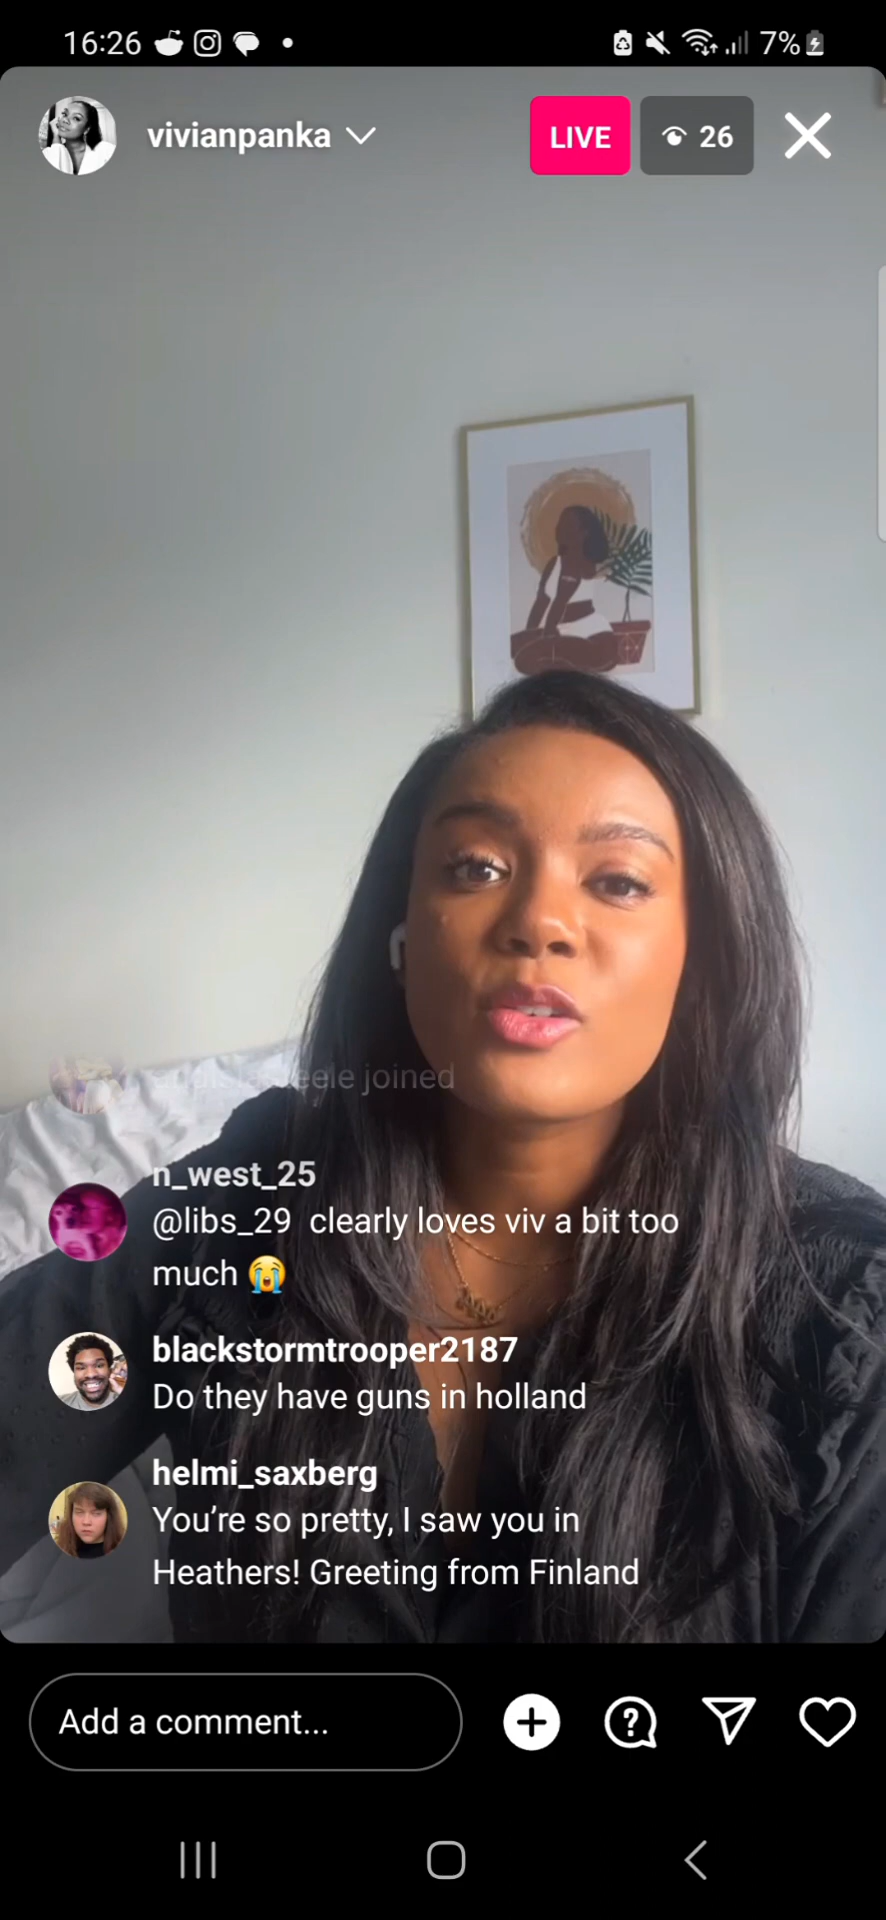 16:26
7%
vivianpanka
LIVE
26
joined
n_west_25
@libs_29 clearly loves viv a bit too
much 😭
blackstormtrooper2187
Do they have guns in holland
helmi_saxberg
You're so pretty, I saw you in
Heathers! Greeting from Finland
Add a comment...